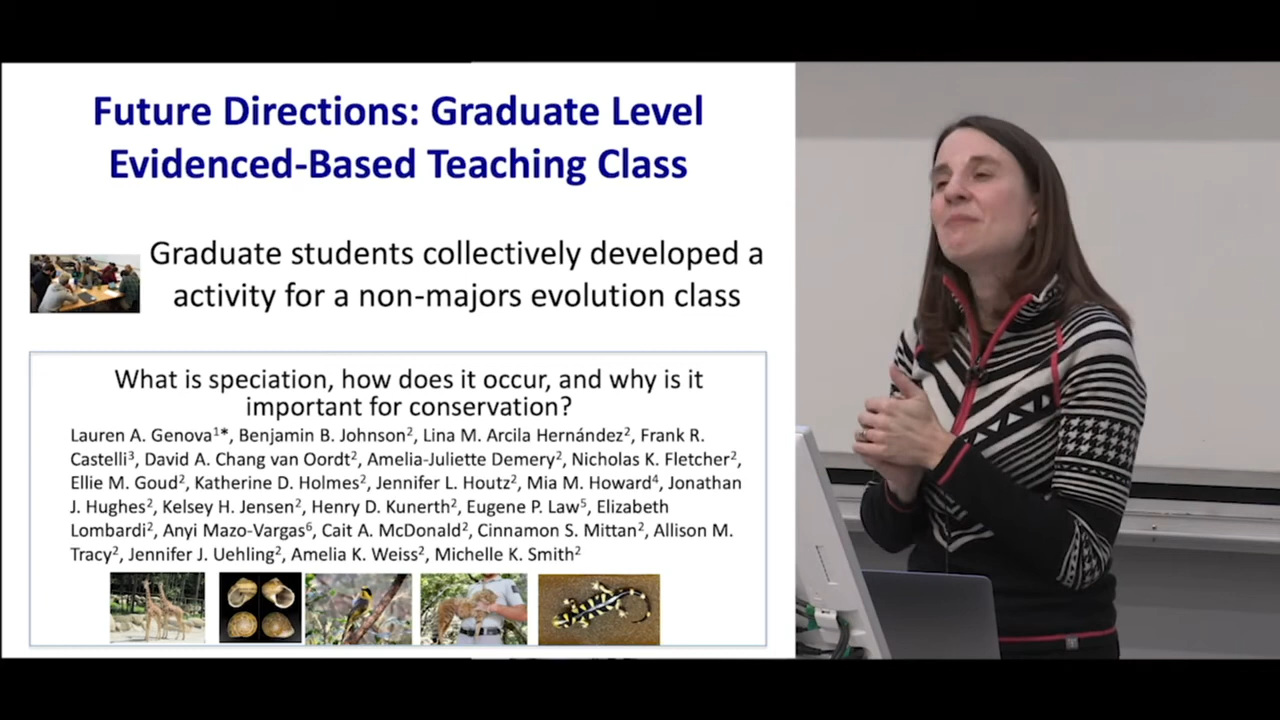 Future Directions: Graduate Level
Evidenced-Based Teaching Class
Graduate students collectively developed a
activity for a non-majors evolution class
What is speciation, how does it occur, and why is it
important for conservation?
Lauren A. Genova¹*, Benjamin B. Johnson², Lina M. Arcila Hernández², Frank R.
Castelli³, David A. Chang van Oordt², Amelia-Juliette Demery², Nicholas K. Fletcher²,
Ellie M. Goud², Katherine D. Holmes², Jennifer L. Houtz², Mia M. Howard⁴, Jonathan
J. Hughes², Kelsey H. Jensen², Henry D. Kunerth², Eugene P. Law⁵, Elizabeth
Lombardi², Anyi Mazo-Vargas⁶, Cait A. McDonald², Cinnamon S. Mittan², Allison M.
Tracy², Jennifer J. Uehling², Amelia K. Weiss², Michelle K. Smith²